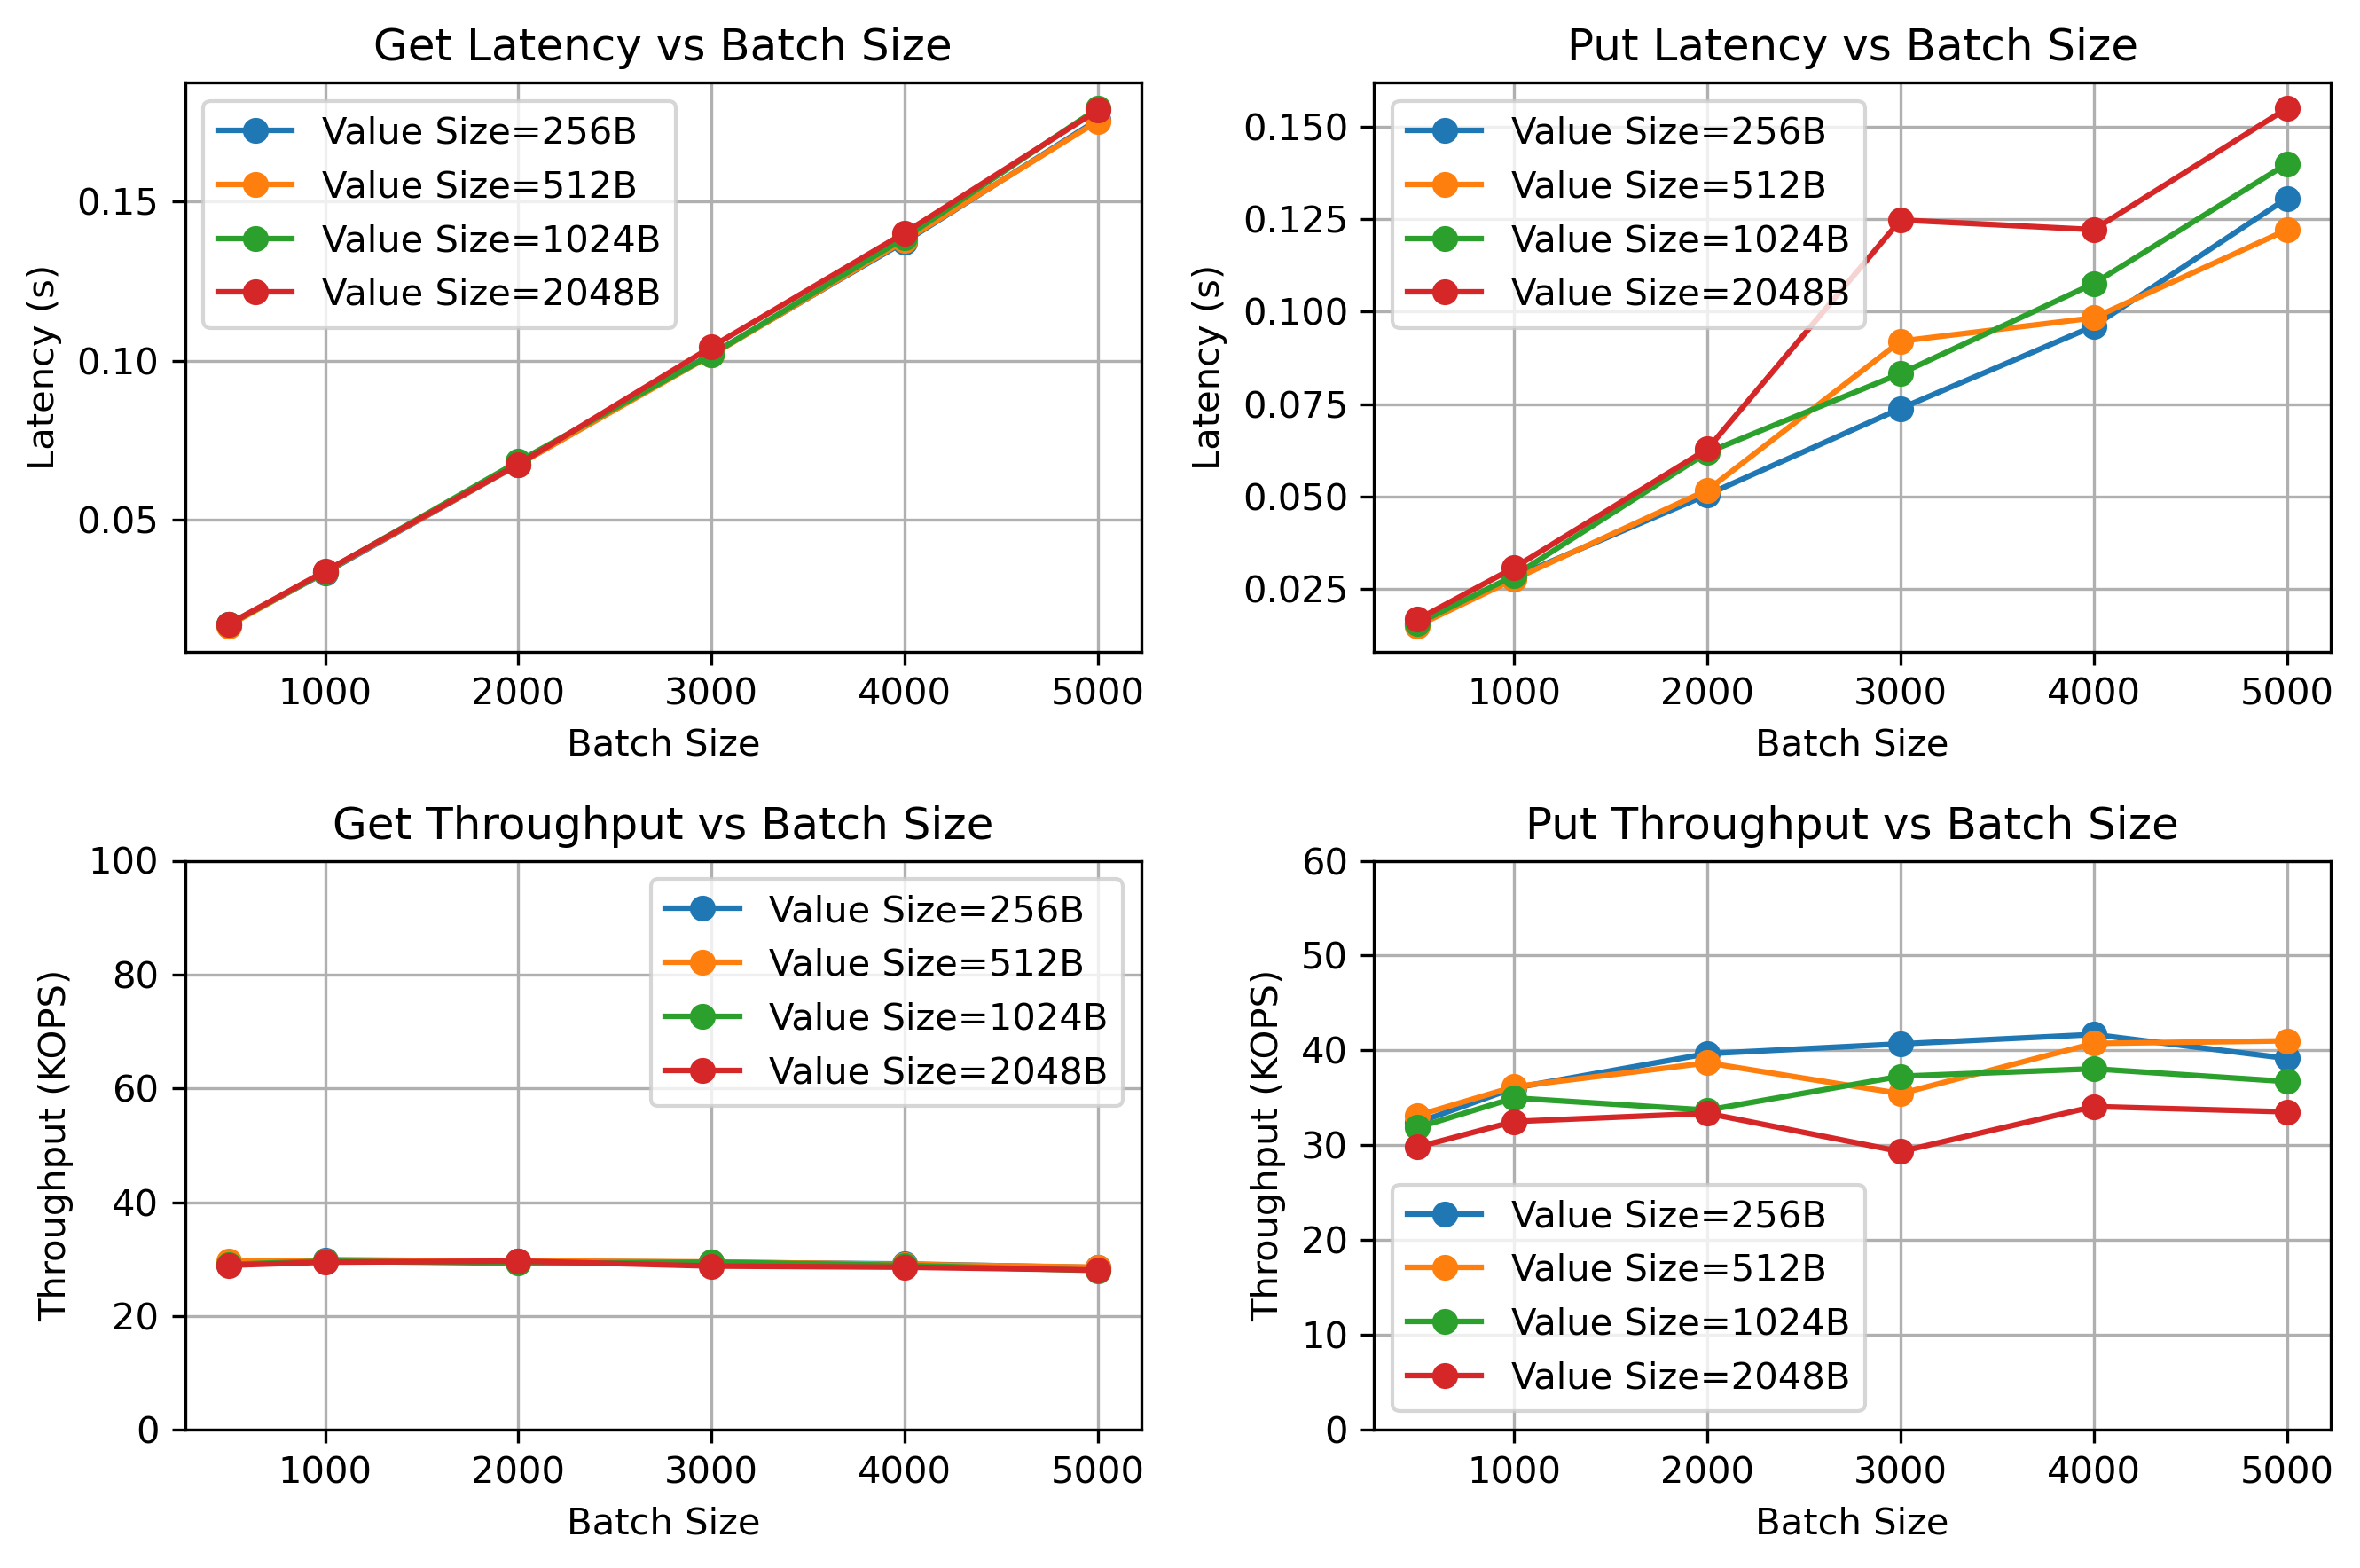 Get Latency vs Batch Size
Latency (s)
0.15
0.10
0.05
Value Size=256B
Value Size=512B
Value Size=1024B
Value Size=2048B
1000 2000 3000 4000 5000
Batch Size
Put Latency vs Batch Size
Latency (s)
0.150
0.125
0.100
0.075
0.050
0.025
Value Size=256B
Value Size=512B
Value Size=1024B
Value Size=2048B
1000 2000 3000 4000 5000
Batch Size
Get Throughput vs Batch Size
Throughput (KOPS)
100
80
60
40
20
0
Value Size=256B
Value Size=512B
Value Size=1024B
Value Size=2048B
1000 2000 3000 4000 5000
Batch Size
Put Throughput vs Batch Size
Throughput (KOPS)
60
50
40
30
20
10
0
Value Size=256B
Value Size=512B
Value Size=1024B
Value Size=2048B
1000 2000 3000 4000 5000
Batch Size